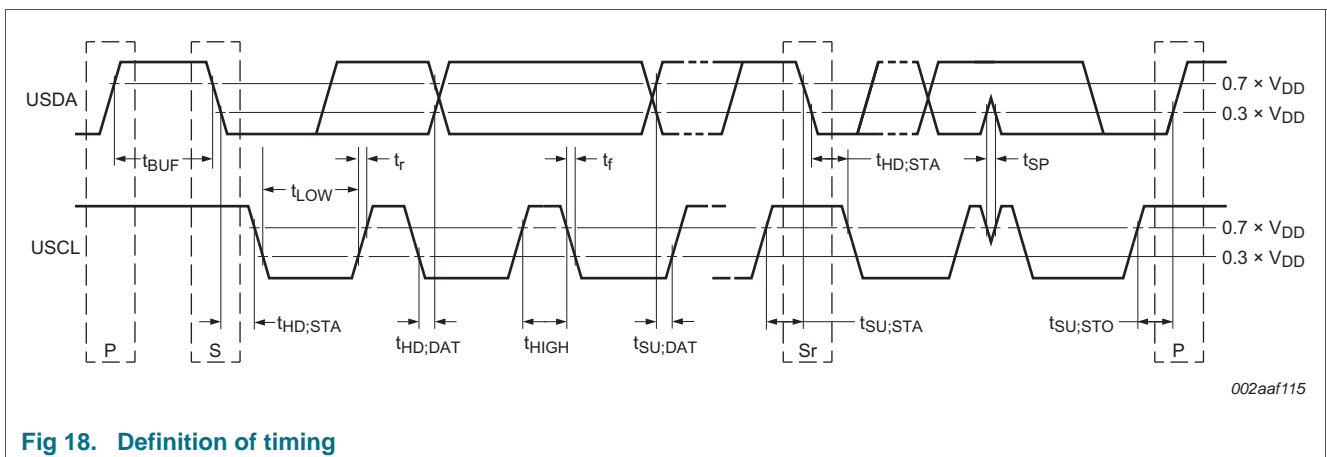 USDA
0.7 × VDD
0.3 × VDD
tBUF
tLOW
tr
tf
tHD;STA
tSP
USCL
0.7 × VDD
0.3 × VDD
tHD;STA
tHD;DAT
tHIGH
tSU;DAT
tSU;STA
tSU;STO
P
S
Sr
P
002aaf115
Fig 18. Definition of timing